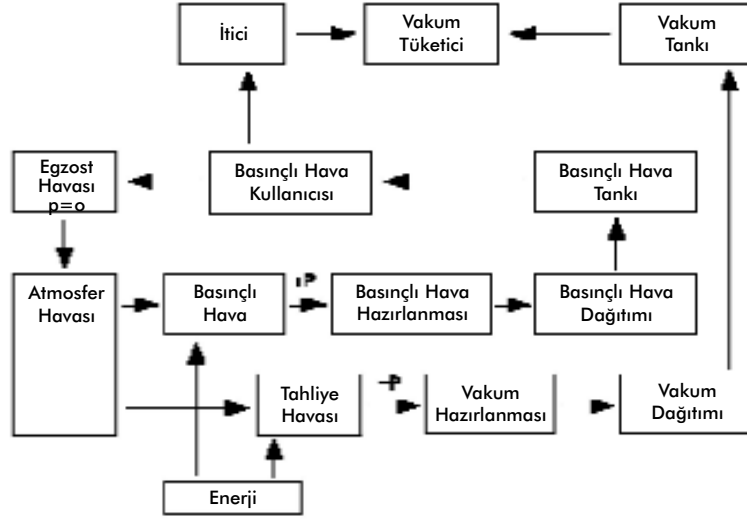 İtici
Vakum
Tüketici
Vakum
Tankı
Egzost
Havası
p=o
Basınçlı Hava
Kullanıcısı
Basınçlı Hava
Tankı
Atmosfer
Havası
Basınçlı
Hava
Basınçlı Hava
Hazırlanması
Basınçlı Hava
Dağıtımı
Tahliye
Havası
-P
Vakum
Hazırlanması
Vakum
Dağıtımı
Enerji